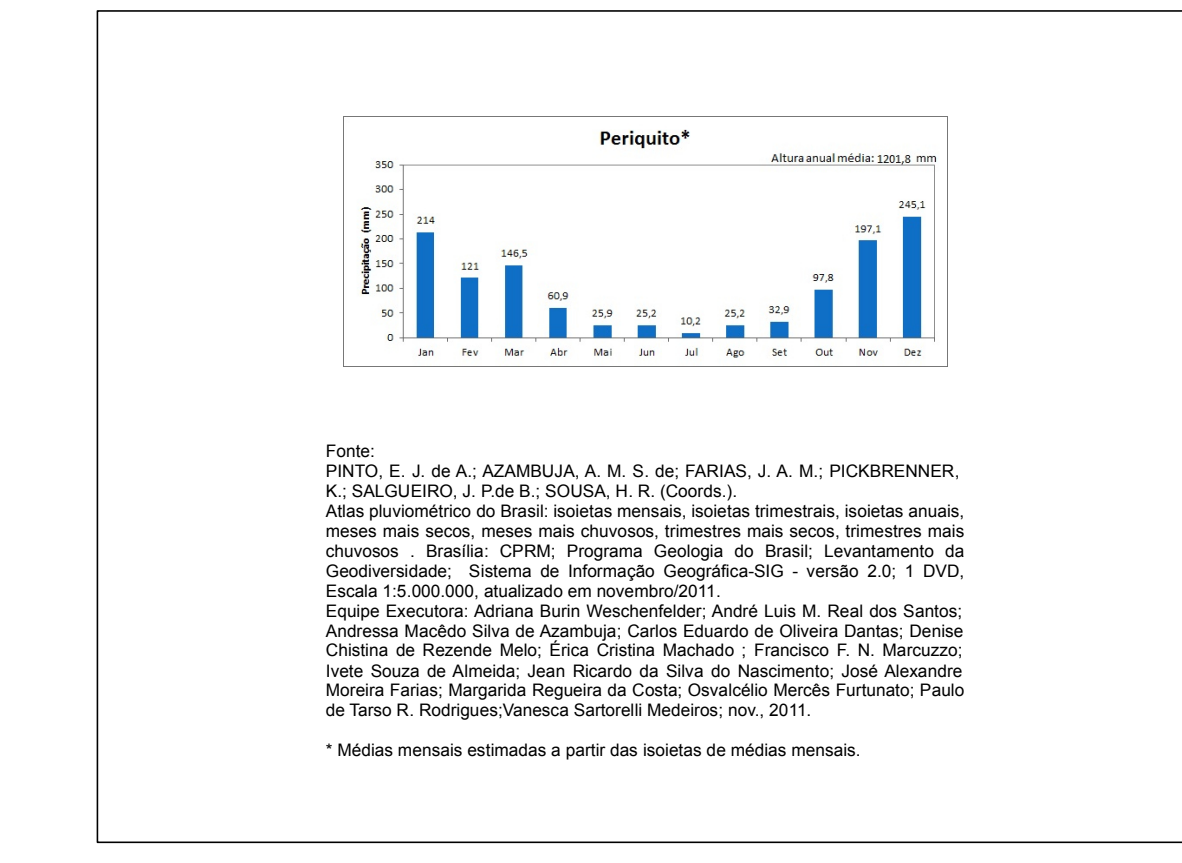 Periquito*
Altura anual média: 1201,8 mm
Precipitação (mm)
350
300
250
200
150
100
50
0
214
121
146,5
60,9
25,9
25,2
10,2
25,2
32,9
97,8
197,1
245,1
Jan Fev Mar Abr Mai Jun Jul Ago Set Out Nov Dez
Fonte:
PINTO, E. J. de A.; AZAMBUJA, A. M. S. de; FARIAS, J. A. M.; PICKBRENNER,
K.; SALGUEIRO, J. P.de B.; SOUSA, H. R. (Coords.).
Atlas pluviométrico do Brasil: isoietas mensais, isoietas trimestrais, isoietas anuais,
meses mais secos, meses mais chuvosos, trimestres mais secos, trimestres mais
chuvosos . Brasília: CPRM; Programa Geologia do Brasil; Levantamento da
Geodiversidade; Sistema de Informação Geográfica-SIG - versão 2.0; 1 DVD,
Escala 1:5.000.000, atualizado em novembro/2011.
Equipe Executora: Adriana Burin Weschenfelder; André Luis M. Real dos Santos;
Andressa Macêdo Silva de Azambuja; Carlos Eduardo de Oliveira Dantas; Denise
Chistina de Rezende Melo; Érica Cristina Machado ; Francisco F. N. Marcuzzo;
Ivete Souza de Almeida; Jean Ricardo da Silva do Nascimento; José Alexandre
Moreira Farias; Margarida Regueira da Costa; Osvalcélio Mercês Furtunato; Paulo
de Tarso R. Rodrigues;Vanesca Sartorelli Medeiros; nov., 2011.
* Médias mensais estimadas a partir das isoietas de médias mensais.